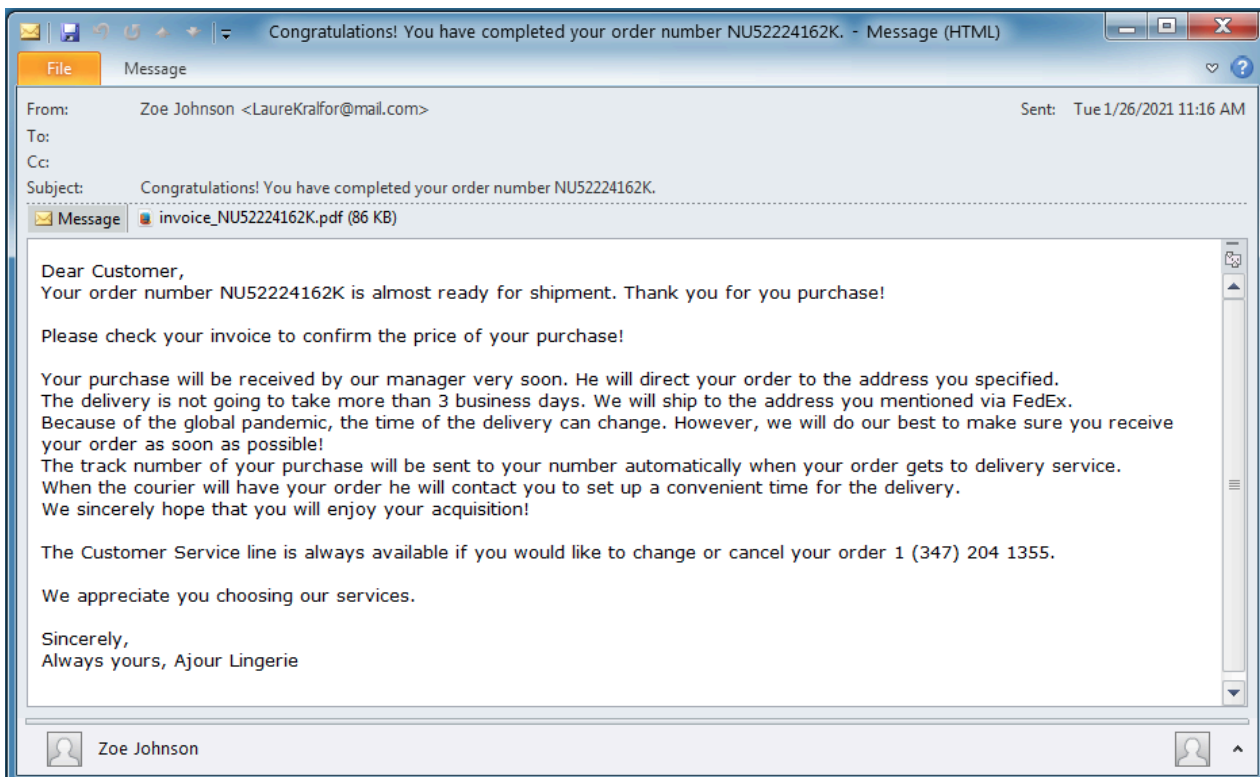 Congratulations! You have completed your order number NU52224162K. - Message (HTML)
File Message
From: Zoe Johnson <LaureKralfor@mail.com> Sent: Tue 1/26/2021 11:16 AM
To:
Cc:
Subject: Congratulations! You have completed your order number NU52224162K.
Message invoice_NU52224162K.pdf (86 KB)
Dear Customer,
Your order number NU52224162K is almost ready for shipment. Thank you for you purchase!
Please check your invoice to confirm the price of your purchase!
Your purchase will be received by our manager very soon. He will direct your order to the address you specified.
The delivery is not going to take more than 3 business days. We will ship to the address you mentioned via FedEx.
Because of the global pandemic, the time of the delivery can change. However, we will do our best to make sure you receive
your order as soon as possible!
The track number of your purchase will be sent to your number automatically when your order gets to delivery service.
When the courier will have your order he will contact you to set up a convenient time for the delivery.
We sincerely hope that you will enjoy your acquisition!
The Customer Service line is always available if you would like to change or cancel your order 1 (347) 204 1355.
We appreciate you choosing our services.
Sincerely,
Always yours, Ajour Lingerie
Zoe Johnson